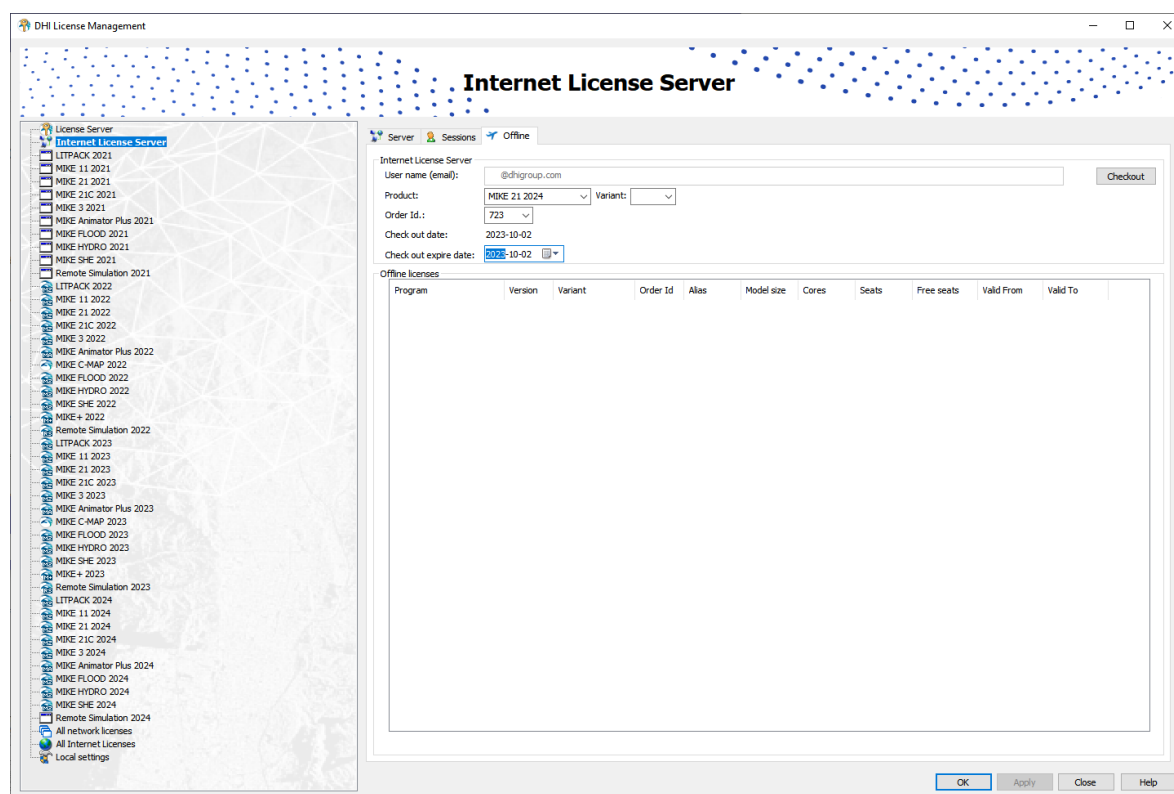 DHI License Management
Internet License Server
License Server
Internet License Server
LITPACK 2021
MIKE 11 2021
MIKE 21 2021
MIKE 21C 2021
MIKE 3 2021
MIKE Animator Plus 2021
MIKE FLOOD 2021
MIKE HYDRO 2021
MIKE SHE 2021
Remote Simulation 2021
LITPACK 2022
MIKE 11 2022
MIKE 21 2022
MIKE 21C 2022
MIKE 3 2022
MIKE Animator Plus 2022
MIKE C-MAP 2022
MIKE FLOOD 2022
MIKE HYDRO 2022
MIKE SHE 2022
MIKE+ 2022
Remote Simulation 2022
LITPACK 2023
MIKE 11 2023
MIKE 21 2023
MIKE 21C 2023
MIKE 3 2023
MIKE Animator Plus 2023
MIKE C-MAP 2023
MIKE FLOOD 2023
MIKE HYDRO 2023
MIKE SHE 2023
MIKE+ 2023
Remote Simulation 2023
LITPACK 2024
MIKE 11 2024
MIKE 21 2024
MIKE 21C 2024
MIKE 3 2024
MIKE Animator Plus 2024
MIKE FLOOD 2024
MIKE HYDRO 2024
MIKE SHE 2024
Remote Simulation 2024
All network licenses
All Internet Licenses
Local settings
Server Sessions Offline
Internet License Server
User name (email): @dhigroup.com Checkout
Product: MIKE 21 2024 Variant:
Order Id.: 723
Check out date: 2023-10-02
Check out expire date: 2023-10-02
Offline licenses
Program Version Variant Order Id Alias Model size Cores Seats Free seats Valid From Valid To
OK Apply Close Help